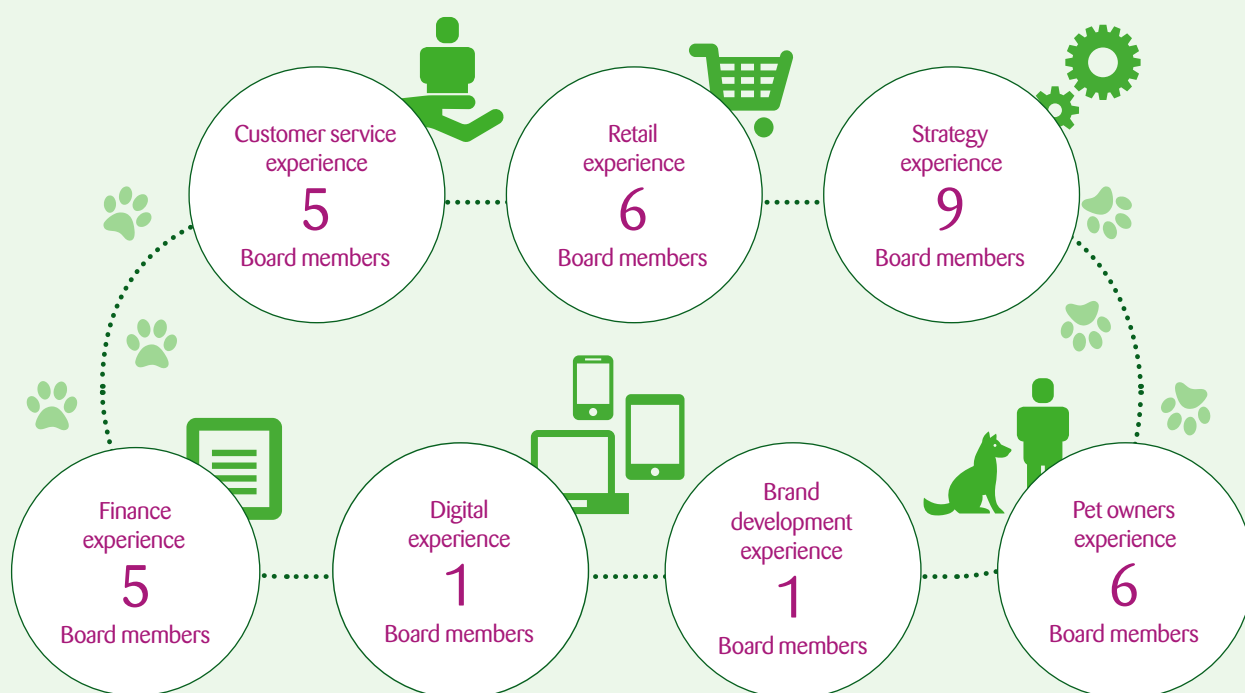 Customer service
experience
5
Board members
Retail
experience
6
Board members
Strategy
experience
9
Board members
Finance
experience
5
Board members
Digital
experience
1
Board members
Brand
development
experience
1
Board members
Pet owners
experience
6
Board members